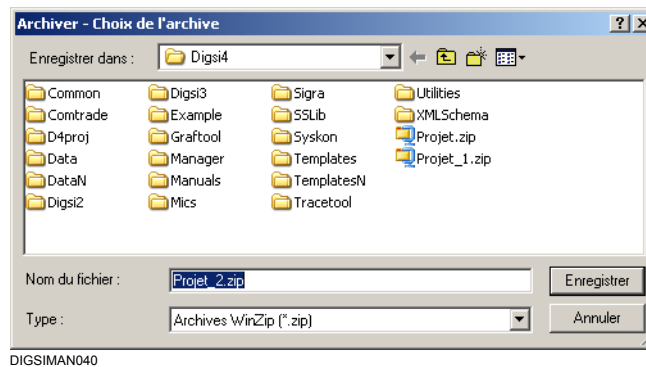 Archiver - Choix de l'archive
Enregistrer dans :
Digsi4
Common
Comtrade
D4proj
Data
DataN
Digsi2
Digsi3
Example
Graftool
Manager
Manuals
Mics
Sigra
SSLib
Syskon
Templates
TemplatesN
Tracetool
Utilities
XMLSchema
Projet.zip
Projet_1.zip
Nom du fichier :
Projet_2.zip
Enregistrer
Type :
Archives WinZip (*.zip)
Annuler
DIGSIMAN040